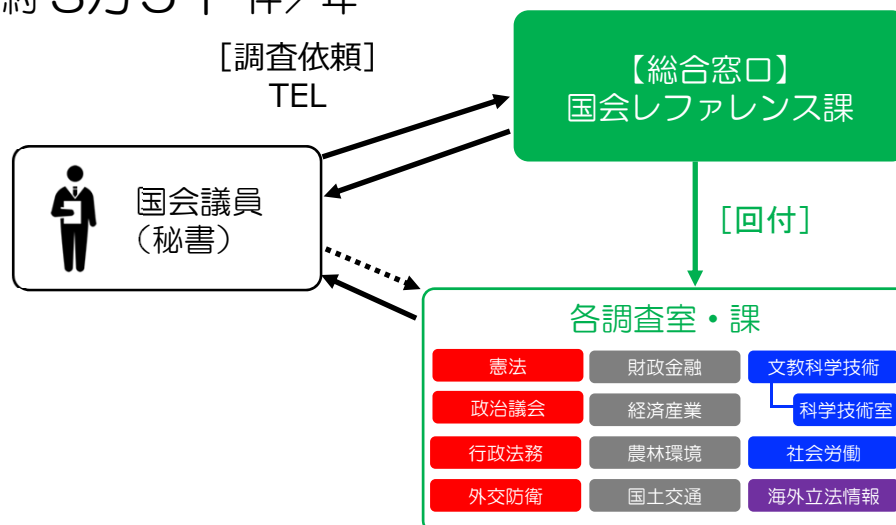 [調査依頼]
TEL
【総合窓口】
国会レファレンス課
国会議員
（秘書）
[回付]
各調査室・課
憲法
財政金融
文教科学技術
政治議会
経済産業
科学技術室
行政法務
農林環境
社会労働
外交防衛
国土交通
海外立法情報